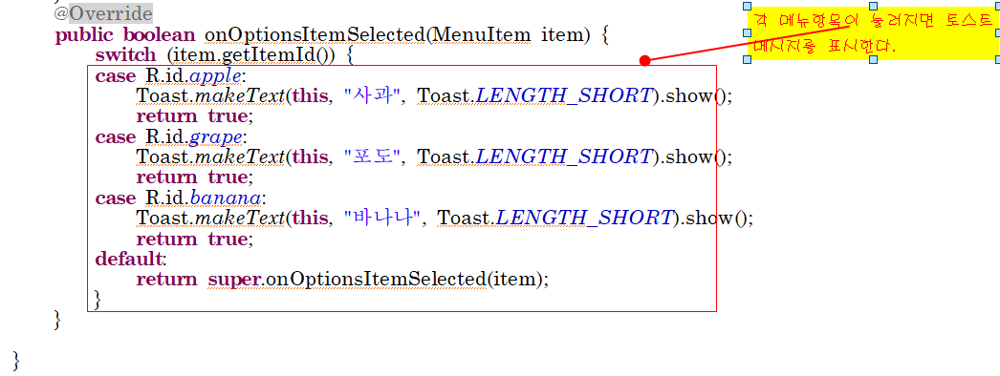 @Override
public boolean onOptionsItemSelected(MenuItem item) {
switch (item.getItemId()) {
case R.id.apple:
Toast.makeText(this, "사과", Toast.LENGTH_SHORT).show();
return true;
case R.id.grape:
Toast.makeText(this, "포도", Toast.LENGTH_SHORT).show();
return true;
case R.id.banana:
Toast.makeText(this, "바나나", Toast.LENGTH_SHORT).show();
return true;
default:
return super.onOptionsItemSelected(item);
}
}
}
각 메뉴항목이 눌려지면 토스트
메시지를 표시한다.